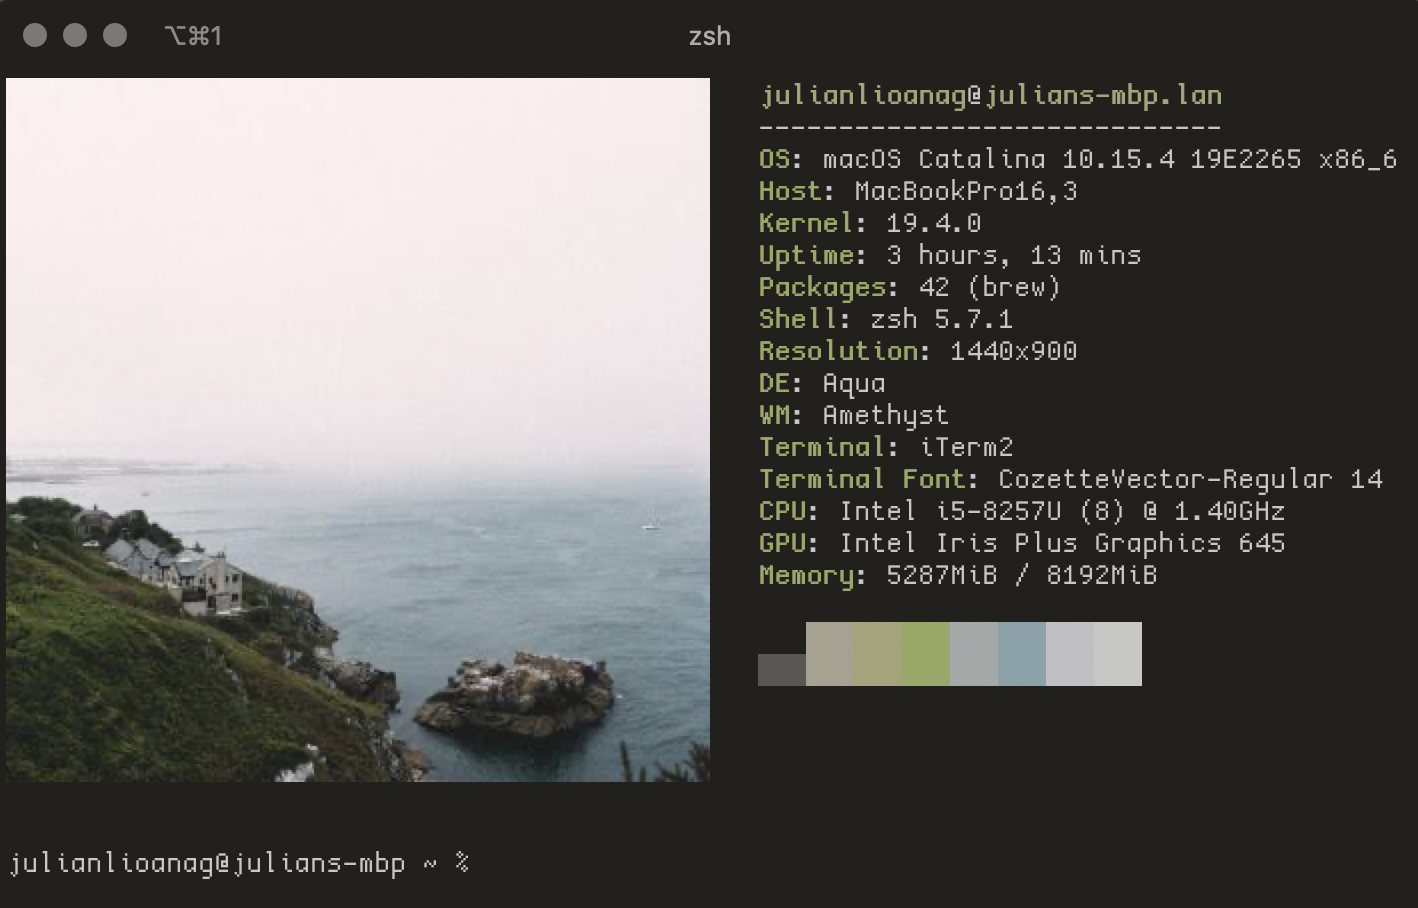 ⌥⌘1
zsh
julianlioanag@julians-mbp.lan
-----------------------------
OS: macOS Catalina 10.15.4 19E2265 x86_6
Host: MacBookPro16,3
Kernel: 19.4.0
Uptime: 3 hours, 13 mins
Packages: 42 (brew)
Shell: zsh 5.7.1
Resolution: 1440x900
DE: Aqua
WM: Amethyst
Terminal: iTerm2
Terminal Font: CozetteVector-Regular 14
CPU: Intel i5-8257U (8) @ 1.40GHz
GPU: Intel Iris Plus Graphics 645
Memory: 5287MiB / 8192MiB
julianlioanag@julians-mbp ~ %